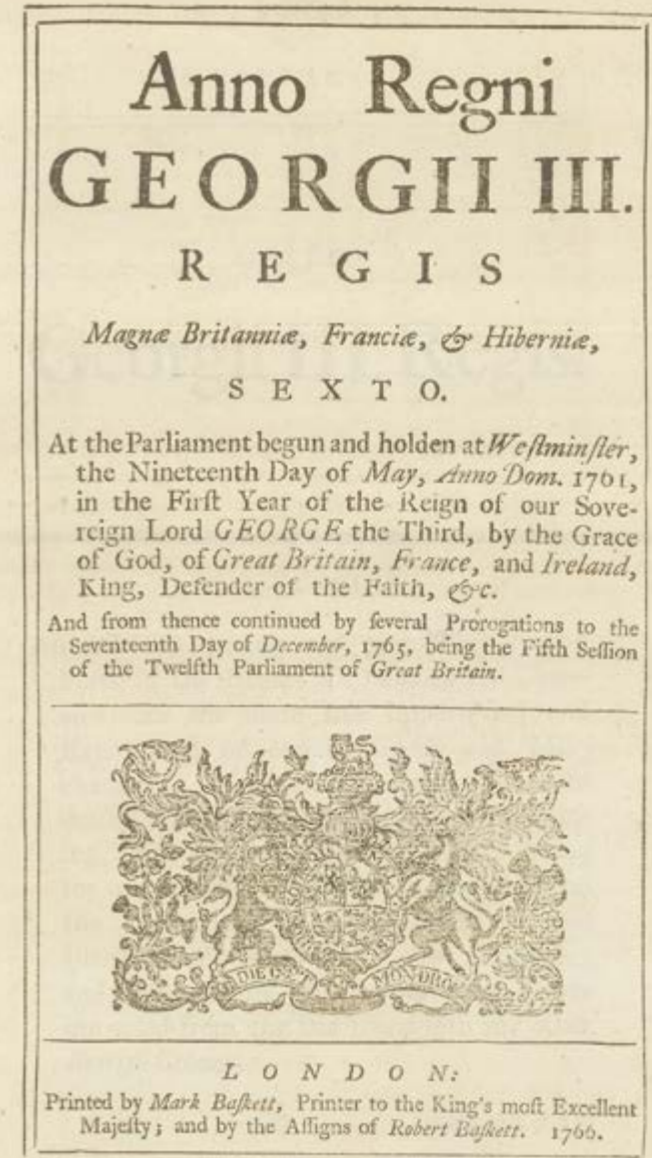 Anno Regni
GEORGII III.
REGIS
Magnæ Britanniæ, Franciæ, & Hiberniæ,
SEXTO.
At the Parliament begun and holden at Weſtminſter,
the Nineteenth Day of May, Anno Dom. 1761,
in the Firſt Year of the Reign of our Sove-
reign Lord GEORGE the Third, by the Grace
of God, of Great Britain, France, and Ireland,
King, Defender of the Faith, &c.
And from thence continued by ſeveral Prorogations to the
Seventeenth Day of December, 1765, being the Fifth Seſſion
of the Twelfth Parliament of Great Britain.
DIEU ET MON DRO
LONDON:
Printed by Mark Baſkett, Printer to the King's moſt Excellent
Majeſty; and by the Aſſigns of Robert Baſkett. 1766.